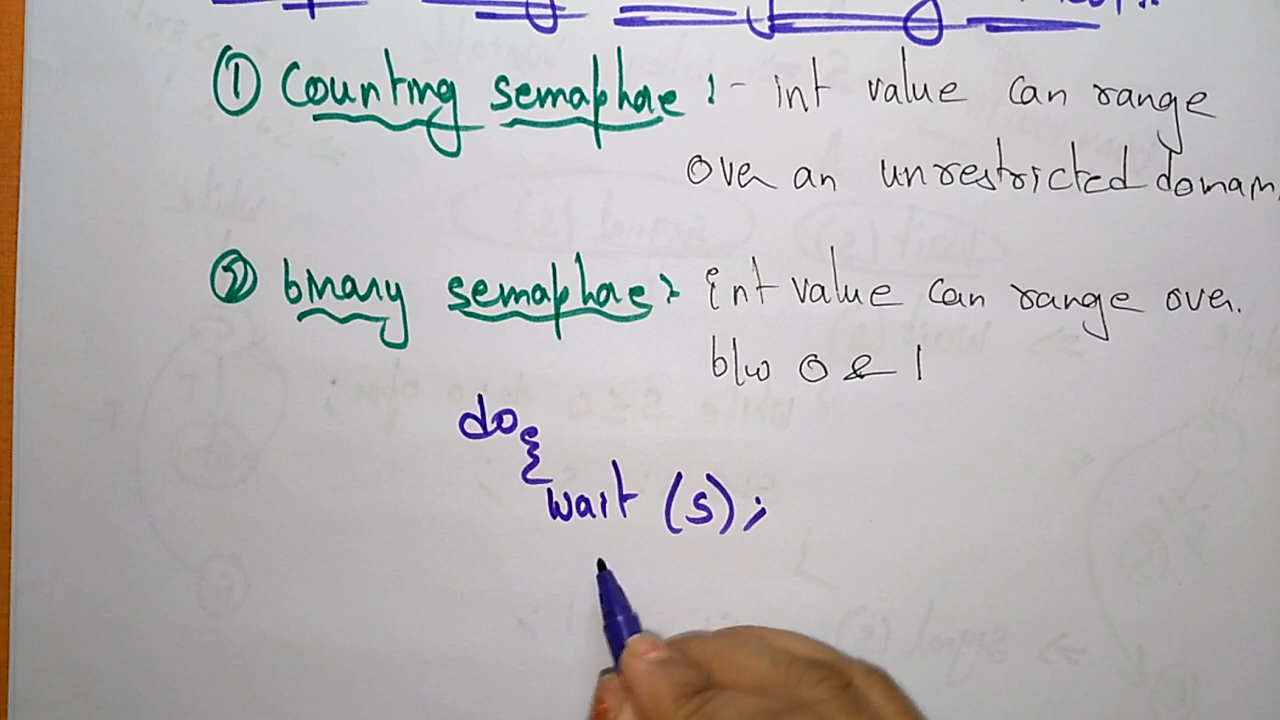 ① Counting semaphore :- int value can range
over an unrestricted domain.
② binary semaphore: int value can range over.
b/w 0 & 1
do
{
wait (s);